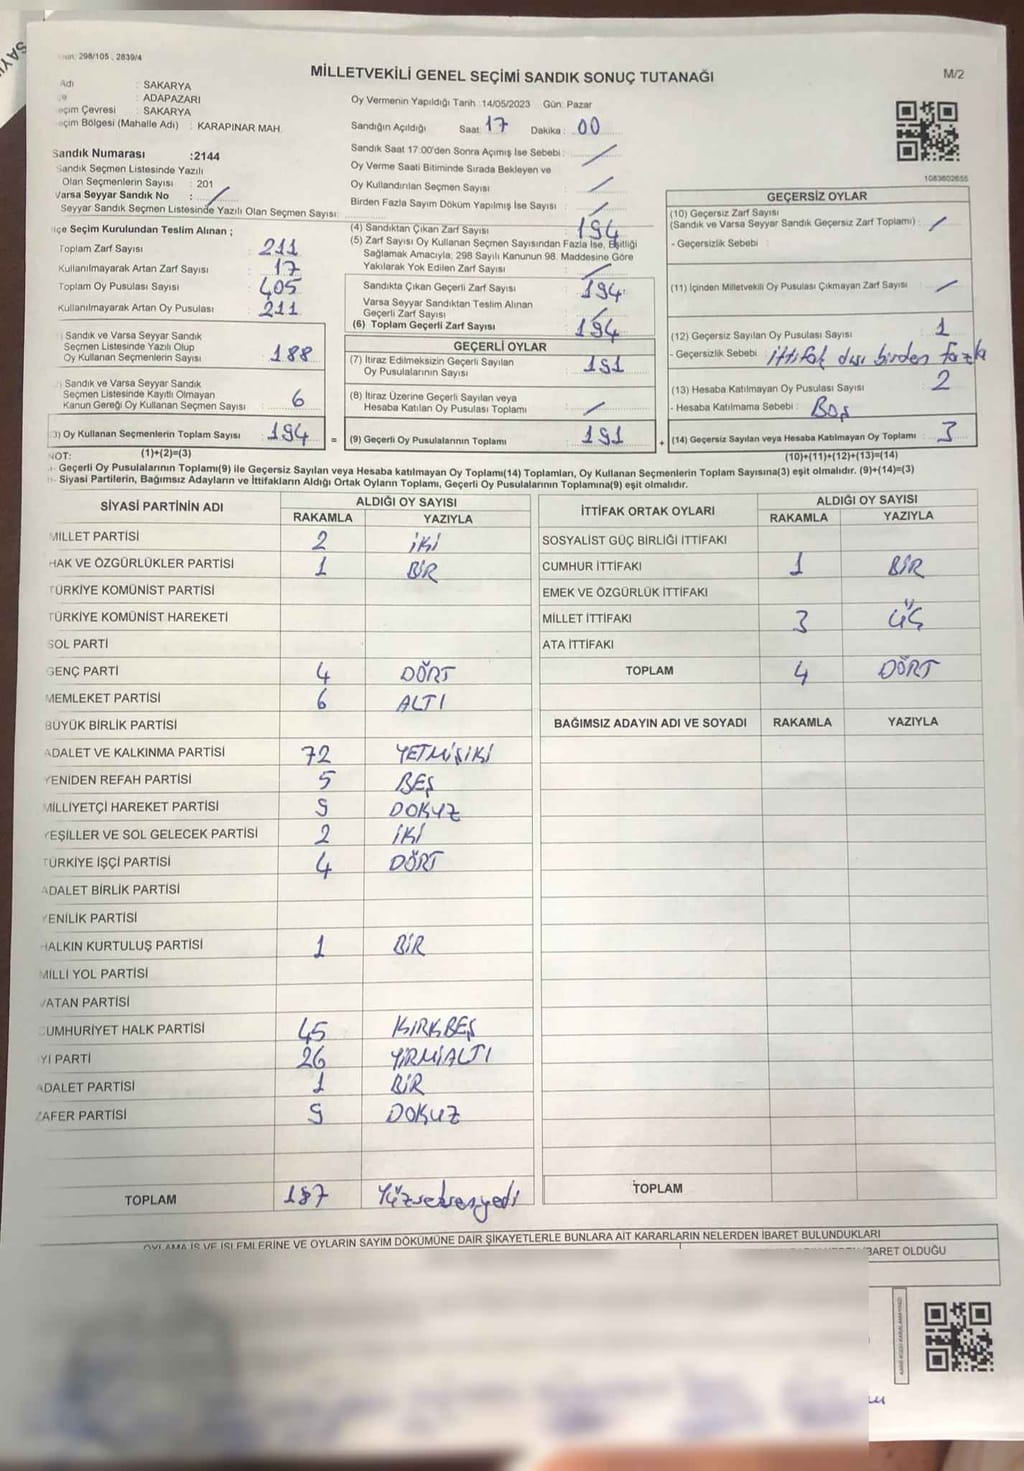 298/105 , 2839/4
MİLLETVEKİLİ GENEL SEÇİMİ SANDIK SONUÇ TUTANAĞI
M/2
Adı : SAKARYA
: ADAPAZARI
eçim Çevresi : SAKARYA
eçim Bölgesi (Mahalle Adı) : KARAPINAR MAH.
Sandık Numarası :2144
Sandık Seçmen Listesinde Yazılı
Olan Seçmenlerin Sayısı : 201
Varsa Seyyar Sandık No :
Seyyar Sandık Seçmen Listesinde Yazılı Olan Seçmen Sayısı:
Oy Vermenin Yapıldığı Tarih :14/05/2023 Gün: Pazar
Sandığın Açıldığı Saat: 17 Dakika : 00
Sandık Saat 17:00'den Sonra Açımış İse Sebebi:
Oy Verme Saati Bitiminde Sırada Bekleyen ve
Oy Kullandırılan Seçmen Sayısı
Birden Fazla Sayım Döküm Yapılmış İse Sayısı :
1083602655
lçe Seçim Kurulundan Teslim Alınan ;
Toplam Zarf Sayısı 211
Kullanılmayarak Artan Zarf Sayısı 17
Toplam Oy Pusulası Sayısı 405
Kullanılmayarak Artan Oy Pusulası 211
) Sandık ve Varsa Seyyar Sandık
Seçmen Listesinde Yazılı Olup
Oy Kullanan Seçmenlerin Sayısı 188
) Sandık ve Varsa Seyyar Sandık
Seçmen Listesinde Kayıtlı Olmayan
Kanun Gereği Oy Kullanan Seçmen Sayısı 6
3) Oy Kullanan Seçmenlerin Toplam Sayısı 194 =
(1)+(2)=(3)
(4) Sandıktan Çıkan Zarf Sayısı 194
(5) Zarf Sayısı Oy Kullanan Seçmen Sayısından Fazla İse, Eşitliği
Sağlamak Amacıyla, 298 Sayılı Kanunun 98. Maddesine Göre
Yakılarak Yok Edilen Zarf Sayısı :
Sandıkta Çıkan Geçerli Zarf Sayısı 194
Varsa Seyyar Sandıktan Teslim Alınan
Geçerli Zarf Sayısı
(6) Toplam Geçerli Zarf Sayısı 194
GEÇERLİ OYLAR
(7) İtiraz Edilmeksizin Geçerli Sayılan
Oy Pusulalarının Sayısı 191
(8) İtiraz Üzerine Geçerli Sayılan veya
Hesaba Katılan Oy Pusulası Toplamı
(9) Geçerli Oy Pusulalarının Toplamı 191 +
GEÇERSİZ OYLAR
(10) Geçersiz Zarf Sayısı
(Sandık ve Varsa Seyyar Sandık Geçersiz Zarf Toplamı) :
- Geçersizlik Sebebi :
(11) İçinden Milletvekili Oy Pusulası Çıkmayan Zarf Sayısı
(12) Geçersiz Sayılan Oy Pusulası Sayısı 1
- Geçersizlik Sebebi : ittifak dışı birden fazla
(13) Hesaba Katılmayan Oy Pusulası Sayısı 2
- Hesaba Katılmama Sebebi : Boş
(14) Geçersiz Sayılan veya Hesaba Katılmayan Oy Toplamı 3
(10)+(11)+(12)+(13)=(14)
NOT:
- Geçerli Oy Pusulalarının Toplamı(9) ile Geçersiz Sayılan veya Hesaba katılmayan Oy Toplamı(14) Toplamları, Oy Kullanan Seçmenlerin Toplam Sayısına(3) eşit olmalıdır. (9)+(14)=(3)
- Siyasi Partilerin, Bağımsız Adayların ve İttifakların Aldığı Ortak Oyların Toplamı, Geçerli Oy Pusulalarının Toplamına(9) eşit olmalıdır.
SİYASİ PARTİNİN ADI ALDIĞI OY SAYISI
RAKAMLA YAZIYLA
MİLLET PARTİSİ 2 İKİ
HAK VE ÖZGÜRLÜKLER PARTİSİ 1 BİR
TÜRKİYE KOMÜNİST PARTİSİ
TÜRKİYE KOMÜNİST HAREKETİ
SOL PARTİ
GENÇ PARTİ 4 DÖRT
MEMLEKET PARTİSİ 6 ALTI
BÜYÜK BİRLİK PARTİSİ
ADALET VE KALKINMA PARTİSİ 72 YETMİŞİKİ
YENİDEN REFAH PARTİSİ 5 BEŞ
MİLLİYETÇİ HAREKET PARTİSİ 9 DOKUZ
YEŞİLLER VE SOL GELECEK PARTİSİ 2 İKİ
TÜRKİYE İŞÇİ PARTİSİ 4 DÖRT
ADALET BİRLİK PARTİSİ
YENİLİK PARTİSİ
HALKIN KURTULUŞ PARTİSİ 1 BİR
MİLLİ YOL PARTİSİ
VATAN PARTİSİ
CUMHURİYET HALK PARTİSİ 45 KIRKBEŞ
İYİ PARTİ 26 YİRMİALTI
ADALET PARTİSİ 1 BİR
ZAFER PARTİSİ 9 DOKUZ
TOPLAM 187 Yüzseksenyedi
İTTİFAK ORTAK OYLARI ALDIĞI OY SAYISI
RAKAMLA YAZIYLA
SOSYALİST GÜÇ BİRLİĞİ İTTİFAKI
CUMHUR İTTİFAKI 1 BİR
EMEK VE ÖZGÜRLÜK İTTİFAKI
MİLLET İTTİFAKI 3 ÜÇ
ATA İTTİFAKI
TOPLAM 4 DÖRT
BAĞIMSIZ ADAYIN ADI VE SOYADI RAKAMLA YAZIYLA
TOPLAM
OYLAMA İŞ VE İŞLEMLERİNE VE OYLARIN SAYIM DÖKÜMÜNE DAİR ŞİKAYETLERLE BUNLARA AİT KARARLARIN NELERDEN İBARET BULUNDUKLARI
İBARET OLDUĞU